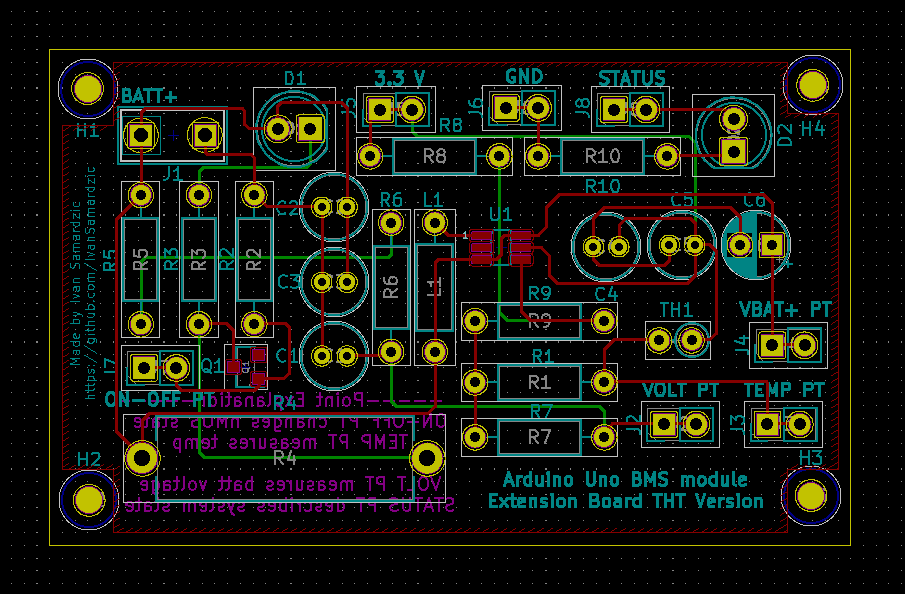 D1
3.3 V
GND
STATUS
BATT+
H1
J5
J6
J8
R8
H4
D2
R8
R10
J1
R10
C2
R6
L1
U1
1
C5
C6
R5
R5
R3
R3
R2
R2
C3
R6
L1
R9
R9
C4
TH1
VBAT+ PT
J4
Made by Ivan Samardzic
https://github.com/IvanSamardzic
J7
Q1
Q1
C1
R1
R1
ON-OFF PT
R4
R7
R7
VOLT PT
TEMP PT
J2
J3
------Point Explanation------
ON-OFF PT changes nBMS state
TEMP PT measures temp
R4
VOLT PT measures batt voltage
STATUS PT describes system state
H2
H3
Arduino Uno BMS module
Extension Board THT Version